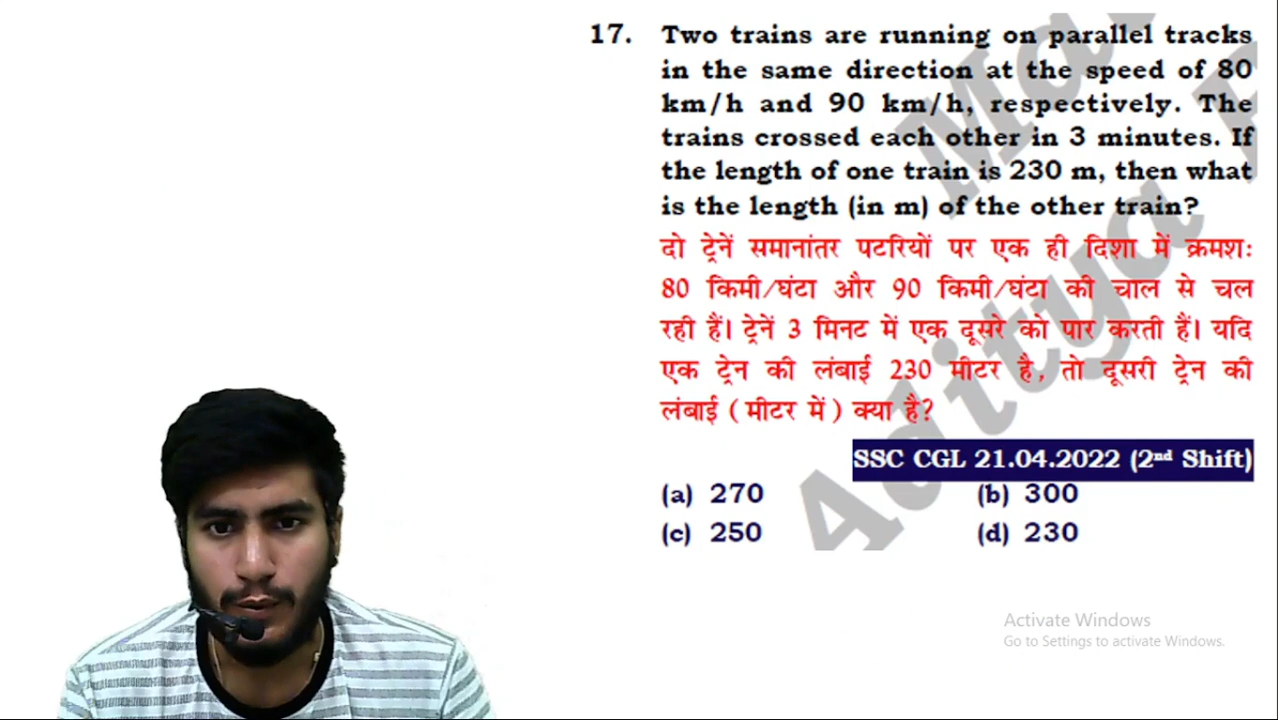 17. Two trains are running on parallel tracks
in the same direction at the speed of 80
km/h and 90 km/h, respectively. The
trains crossed each other in 3 minutes. If
the length of one train is 230 m, then what
is the length (in m) of the other train?
दो ट्रेनें समानांतर पटरियों पर एक ही दिशा में क्रमशः
80 किमी/घंटा और 90 किमी/घंटा की चाल से चल
रही हैं। ट्रेनें 3 मिनट में एक दूसरे को पार करती हैं। यदि
एक ट्रेन की लंबाई 230 मीटर है, तो दूसरी ट्रेन की
लंबाई ( मीटर में ) क्या है?
SSC CGL 21.04.2022 (2nd Shift)
(a) 270 (b) 300
(c) 250 (d) 230
Aditya
Activate Windows
Go to Settings to activate Windows.